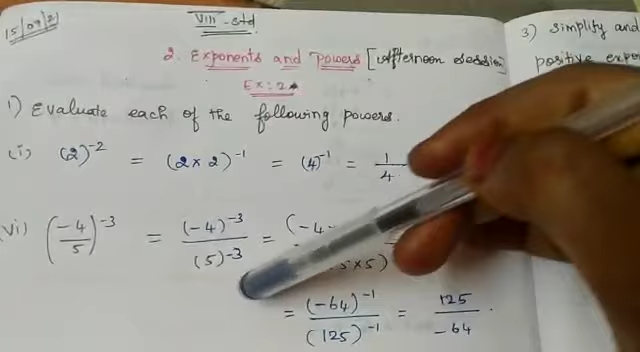 15/09/21
VIII - std
2. Exponents and Powers [Afternoon session]
Ex: 2
1) Evaluate each of the following powers.
(i) (2)⁻² = (2×2)⁻¹ = (4)⁻¹ = 1/4
(vi) (-4/5)⁻³ = (-4)⁻³/(5)⁻³ = (-4
5×5)
= (-64)⁻¹/(125)⁻¹ = 125/-64.
3) Simplify and
positive expo